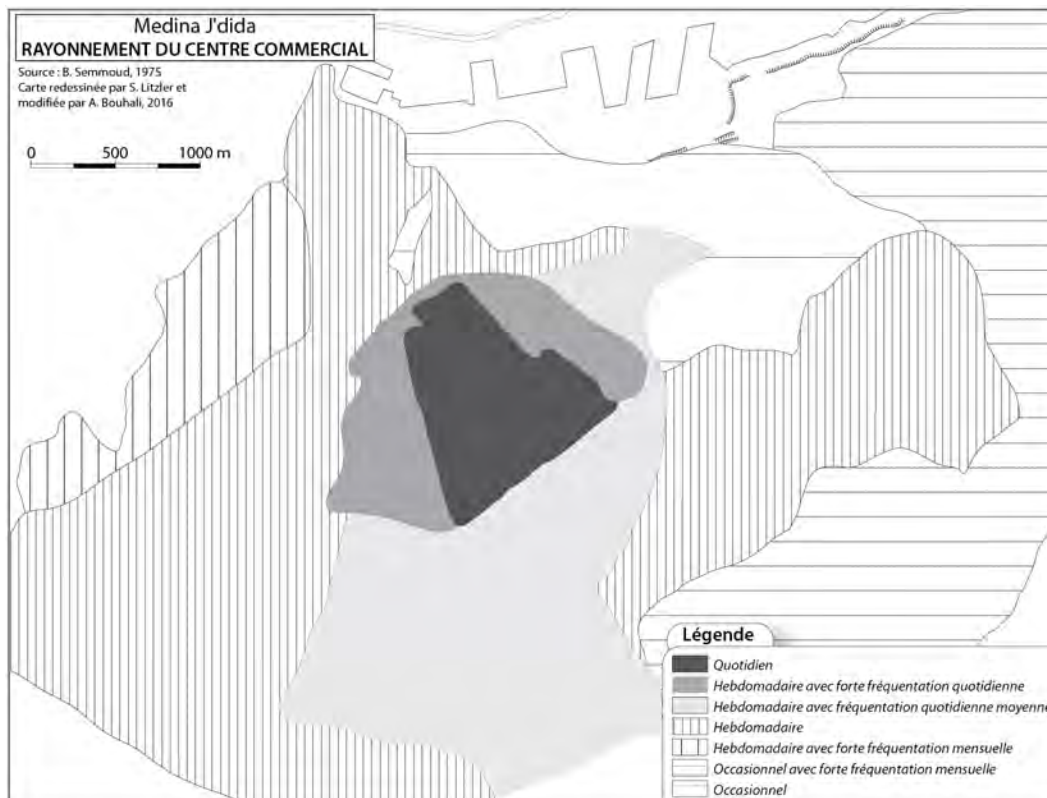 Medina J'dida
RAYONNEMENT DU CENTRE COMMERCIAL
Source : B. Semmoud, 1975
Carte redessinée par S. Litzler et
modifiée par A. Bouhali, 2016
0 500 1000 m
Légende
Quotidien
Hebdomadaire avec forte fréquentation quotidienne
Hebdomadaire avec fréquentation quotidienne moyenne
Hebdomadaire
Hebdomadaire avec forte fréquentation mensuelle
Occasionnel avec forte fréquentation mensuelle
Occasionnel